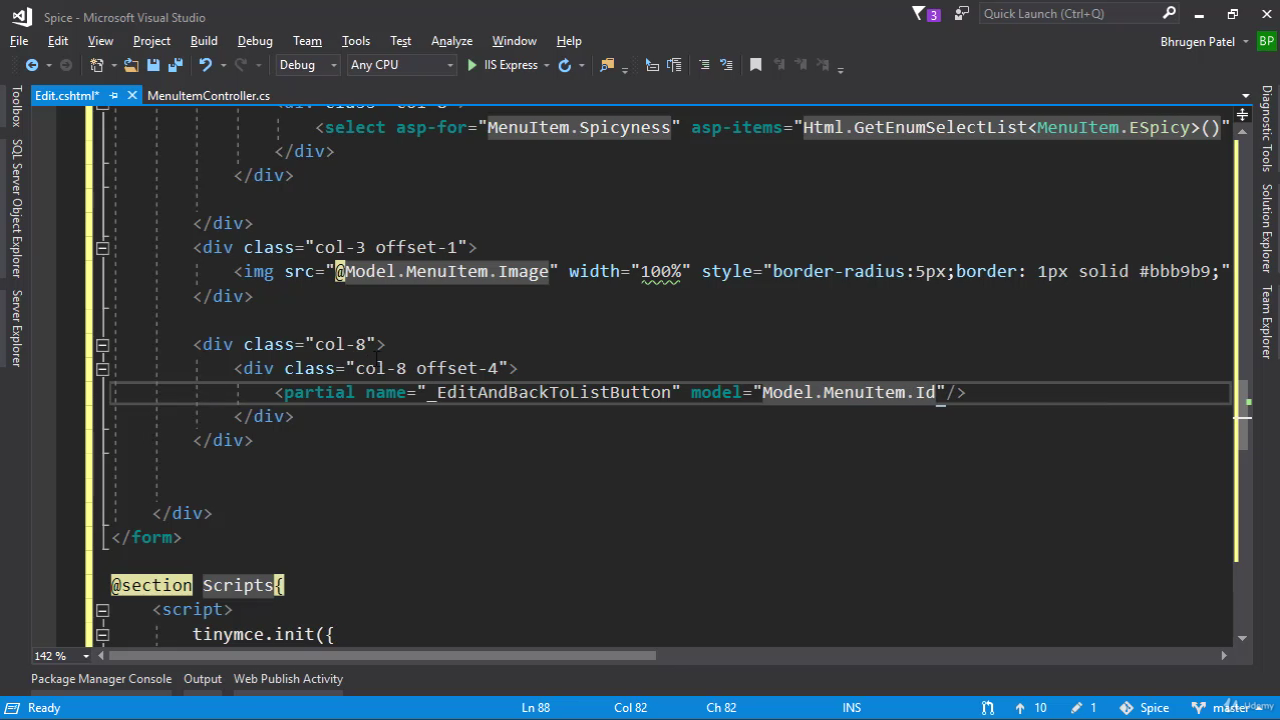 Spice - Microsoft Visual Studio
3
Quick Launch (Ctrl+Q)
File Edit View Project Build Debug Team Tools Test Analyze Window Help
Bhrugen Patel
BP
Debug
Any CPU
IIS Express
Edit.cshtml*
MenuItemController.cs
Toolbox
SQL Server Object Explorer
Server Explorer
<select asp-for="MenuItem.Spicyness" asp-items="Html.GetEnumSelectList<MenuItem.ESpicy>()"
</div>
</div>
</div>
<div class="col-3 offset-1">
<img src="@Model.MenuItem.Image" width="100%" style="border-radius:5px;border: 1px solid #bbb9b9;"
</div>
<div class="col-8">
<div class="col-8 offset-4">
<partial name="_EditAndBackToListButton" model="Model.MenuItem.Id"/>
</div>
</div>
</div>
</form>
@section Scripts{
<script>
tinymce.init({
Diagnostic Tools
Solution Explorer
Team Explorer
142 %
Package Manager Console Output Web Publish Activity
Ready
Ln 88
Col 82
Ch 82
INS
10
1
Spice
master
Udemy